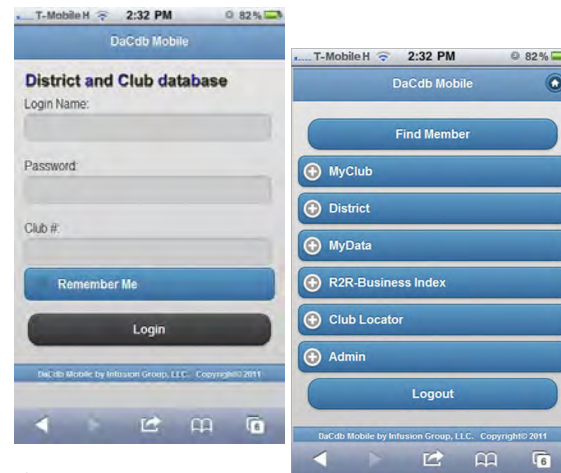 T-Mobile H 2:32 PM 82%
DaCdb Mobile
District and Club database
Login Name:
Password:
Club #:
Remember Me
Login
DaCdb Mobile by Infusion Group, LLC. Copyright© 2011
6
T-Mobile H 2:32 PM 82%
DaCdb Mobile
Find Member
MyClub
District
MyData
R2R-Business Index
Club Locator
Admin
Logout
DaCdb Mobile by Infusion Group, LLC. Copyright© 2011
6